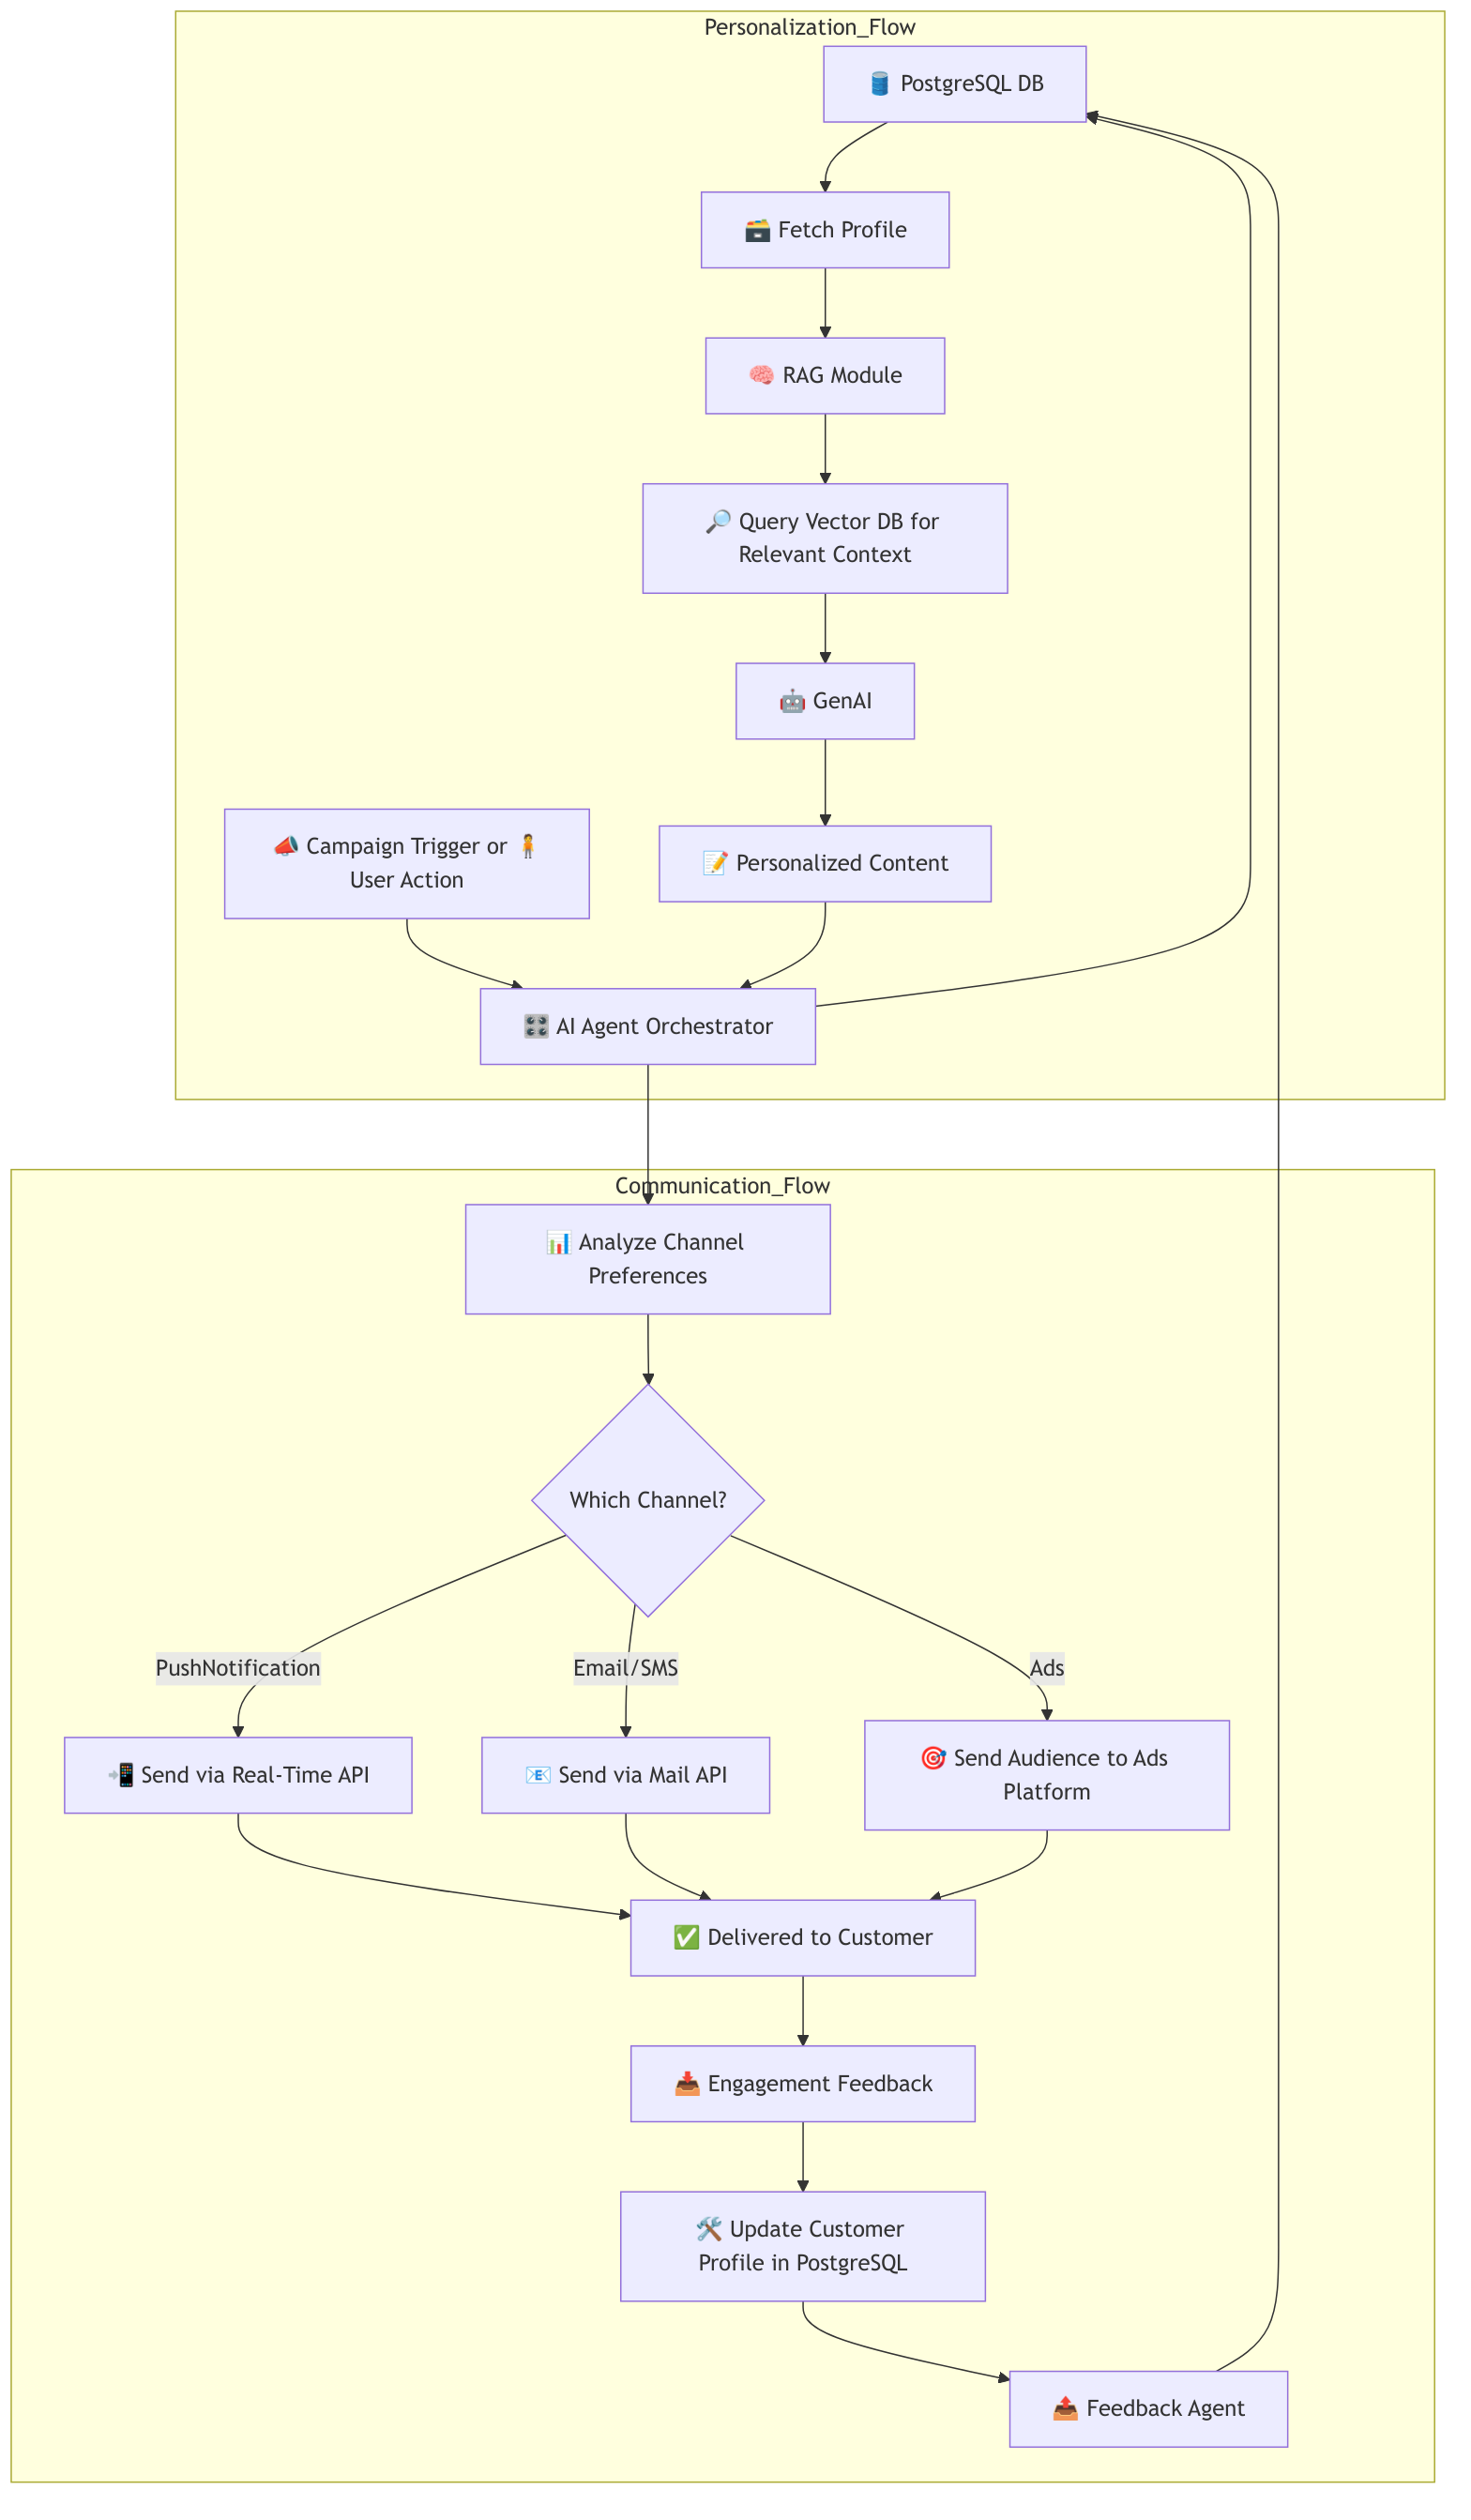 Personalization_Flow
🛢️ PostgreSQL DB
🗃️ Fetch Profile
🧠 RAG Module
🔎 Query Vector DB for
Relevant Context
🤖 GenAI
📣 Campaign Trigger or 🧍
User Action
📝 Personalized Content
🎛️ AI Agent Orchestrator
Communication_Flow
📊 Analyze Channel
Preferences
Which Channel?
PushNotification
Email/SMS
Ads
📲 Send via Real-Time API
📧 Send via Mail API
🎯 Send Audience to Ads
Platform
✅ Delivered to Customer
📥 Engagement Feedback
🛠️ Update Customer
Profile in PostgreSQL
📤 Feedback Agent